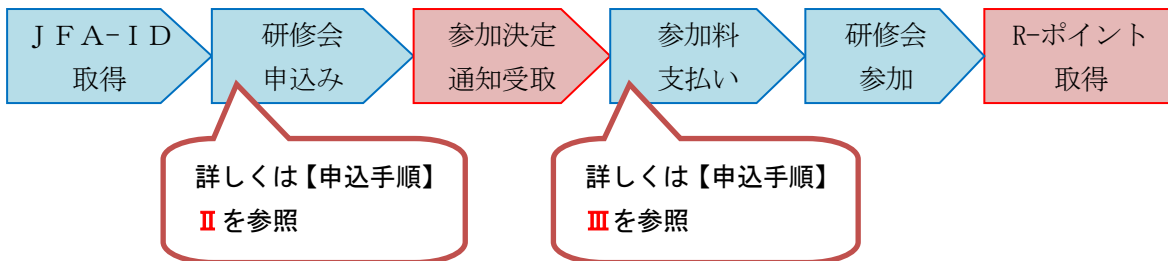 ＪＦＡ-ＩＤ
取得
研修会
申込み
参加決定
通知受取
参加料
支払い
研修会
参加
R-ポイント
取得
詳しくは【申込手順】
Ⅱを参照
詳しくは【申込手順】
Ⅲを参照